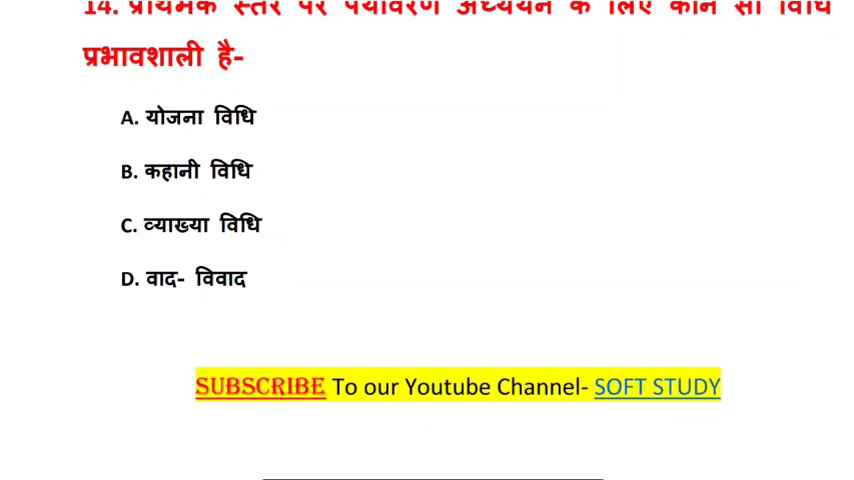 14. प्राथमिक स्तर पर पर्यावरण अध्ययन के लिए कौन सी विधि
प्रभावशाली है-
A. योजना विधि
B. कहानी विधि
C. व्याख्या विधि
D. वाद- विवाद
SUBSCRIBE To our Youtube Channel- SOFT STUDY